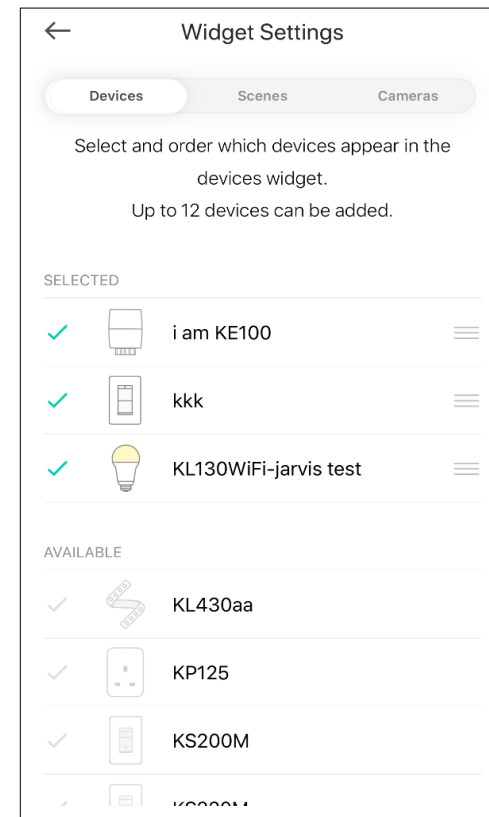 Widget Settings
Devices Scenes Cameras
Select and order which devices appear in the
devices widget.
Up to 12 devices can be added.
SELECTED
i am KE100
kkk
KL130WiFi-jarvis test
AVAILABLE
KL430aa
KP125
KS200M